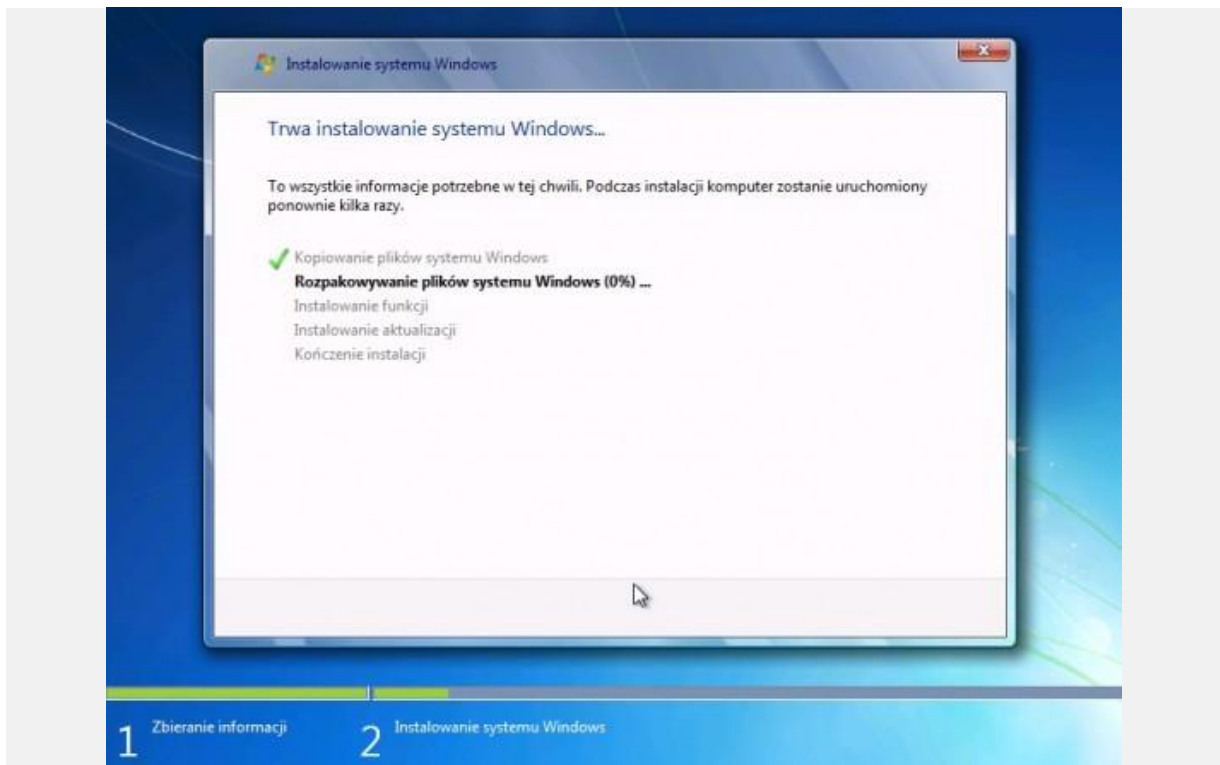 Instalowanie systemu Windows
Trwa instalowanie systemu Windows...
To wszystkie informacje potrzebne w tej chwili. Podczas instalacji komputer zostanie uruchomiony
ponownie kilka razy.
Kopiowanie plików systemu Windows
Rozpakowywanie plików systemu Windows (0%) ...
Instalowanie funkcji
Instalowanie aktualizacji
Kończenie instalacji
1 Zbieranie informacji 2 Instalowanie systemu Windows